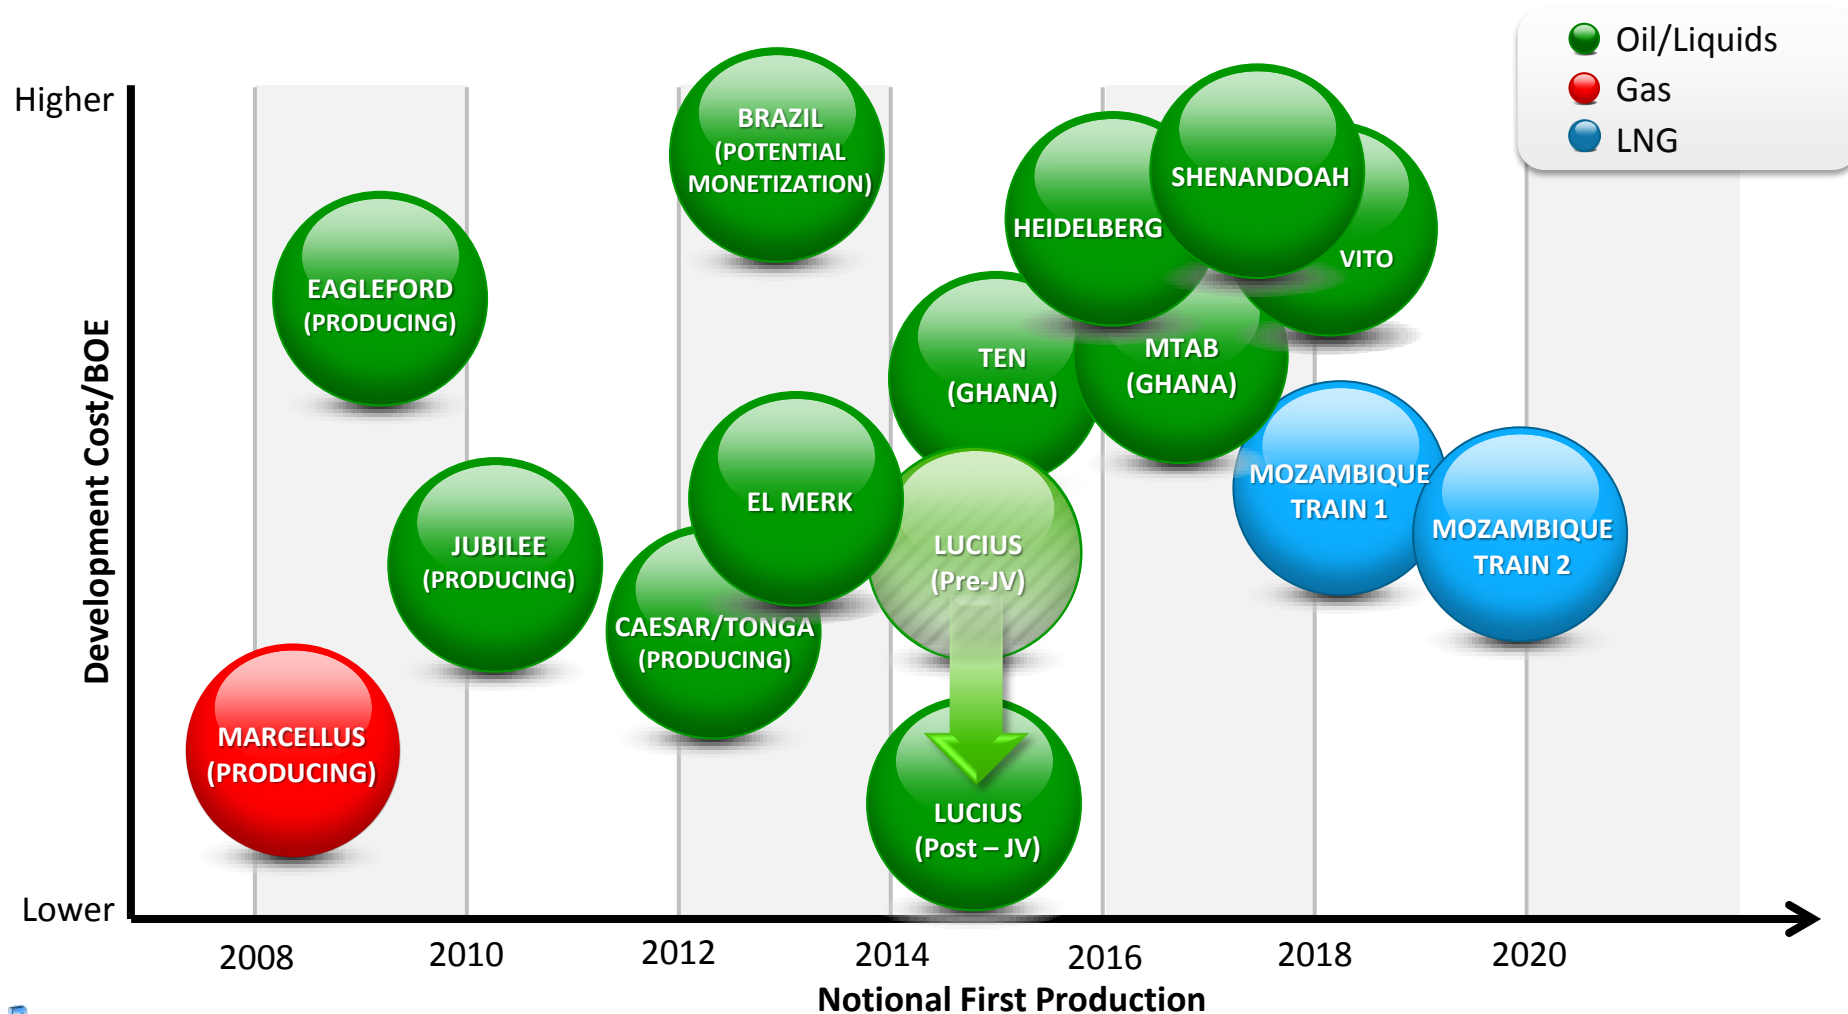 Oil/Liquids
Gas
LNG
Higher
Development Cost/BOE
Lower
BRAZIL
(POTENTIAL
MONETIZATION)
SHENANDOAH
HEIDELBERG
VITO
EAGLEFORD
(PRODUCING)
TEN
(GHANA)
MTAB
(GHANA)
EL MERK
MOZAMBIQUE
TRAIN 1
MOZAMBIQUE
TRAIN 2
JUBILEE
(PRODUCING)
LUCIUS
(Pre-JV)
CAESAR/TONGA
(PRODUCING)
MARCELLUS
(PRODUCING)
LUCIUS
(Post – JV)
2008
2010
2012
2014
2016
2018
2020
Notional First Production